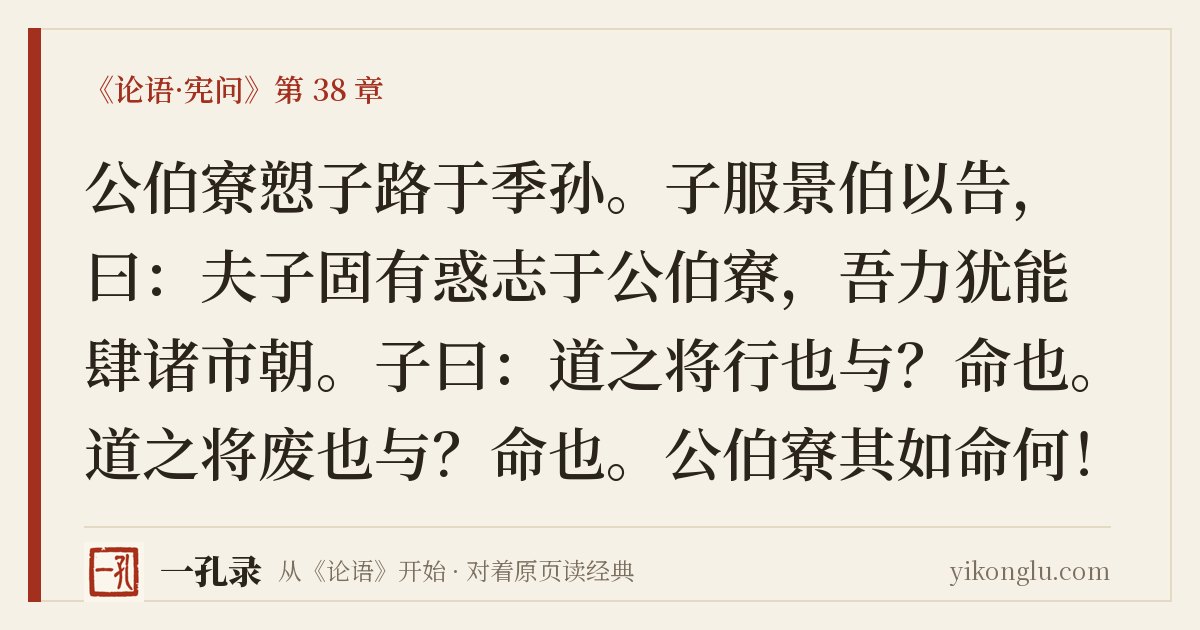 《论语·宪问》第 38 章
公伯寮愬子路于季孙。子服景伯以告，
曰：夫子固有惑志于公伯寮，吾力犹能
肆诸市朝。子曰：道之将行也与？命也。
道之将废也与？命也。公伯寮其如命何！
一孔
一孔录 从《论语》开始 · 对着原页读经典 yikonglu.com